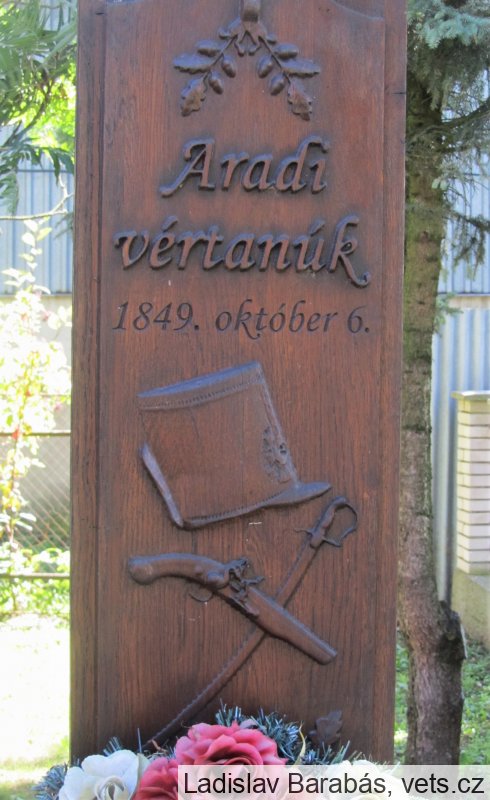 Aradi
vértanúk
1849. október 6.
Ladislav Barabás, vets.cz